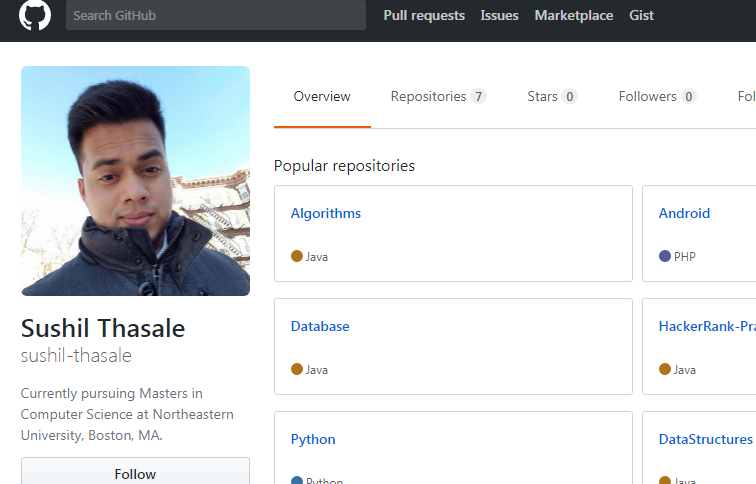 Search GitHub Pull requests Issues Marketplace Gist
Overview Repositories 7 Stars 0 Followers 0 Fol
Popular repositories
Algorithms
Java
Android
PHP
Database
Java
HackerRank-Pra
Java
Python
Python
DataStructures
Java
Sushil Thasale
sushil-thasale
Currently pursuing Masters in
Computer Science at Northeastern
University, Boston, MA.
Follow